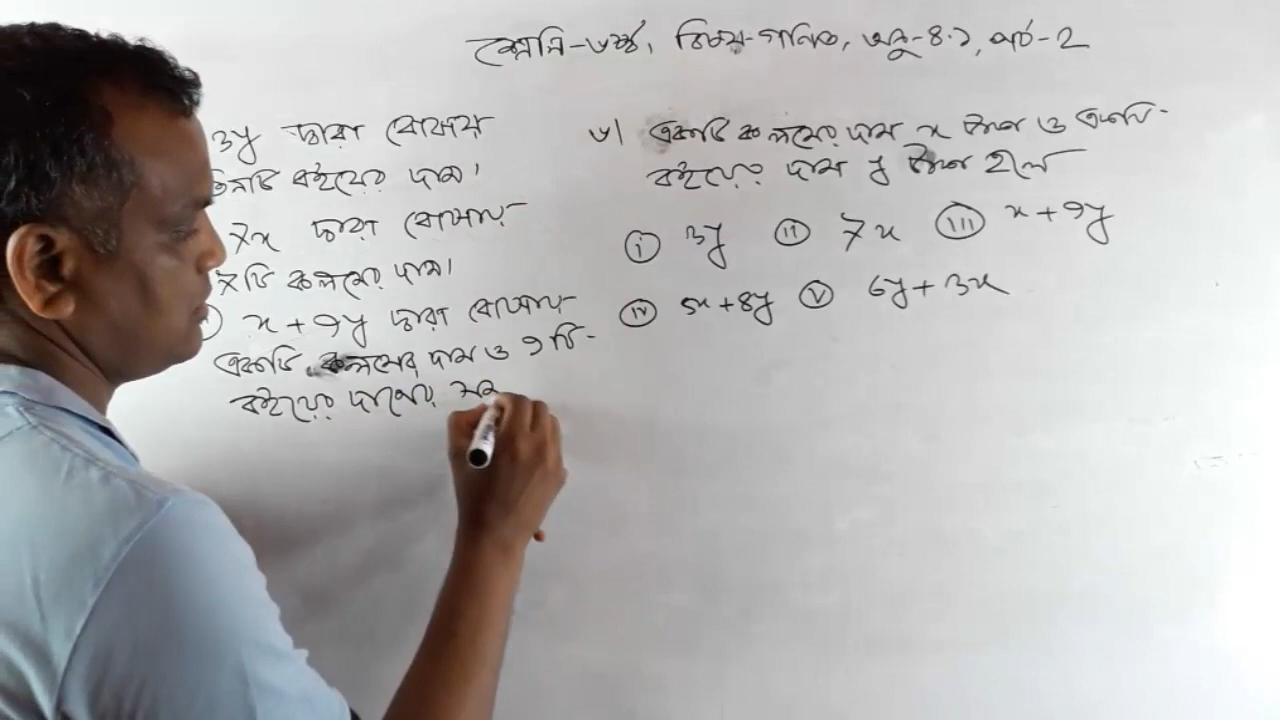 শ্রেণি-৬ষ্ঠ, বিষয়-গণিত, অনু-৪.১, পার্ট-2
3y দ্বারা বোঝায়
তিনটি বইয়ের দাম।
7x দ্বারা বোঝায়
7টি কলমের দাম।
x + 9y দ্বারা বোঝায়
একটি কলমের দাম ও 9টি
বইয়ের দামের সম
৬। একটি কলমের দাম x টাকা ও একটি
বইয়ের দাম y টাকা হলে
(i) 3y (ii) 7x (iii) x + 9y
(iv) 5x + 8y (v) 6y + 3x